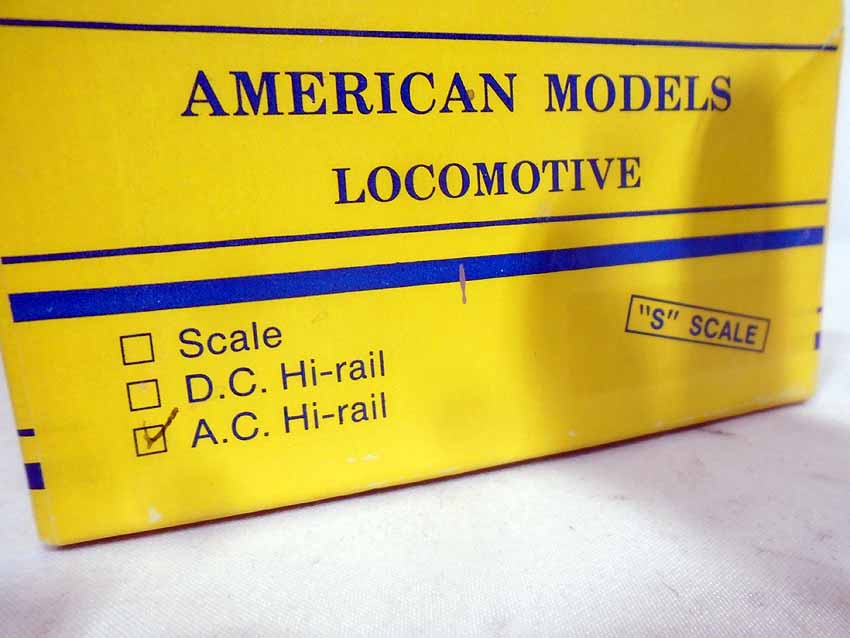 AMERICAN MODELS
LOCOMOTIVE
"S" SCALE
Scale
D.C. Hi-rail
A.C. Hi-rail